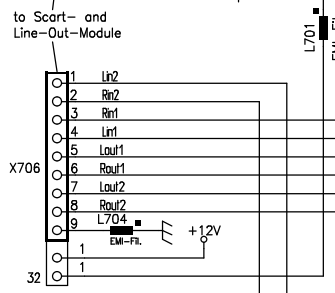 to Scart- and
Line-Out-Module
L701
1 Lin2
2 Rin2
3 Rin1
4 Lin1
5 Lout1
X706
6 Rout1
7 Lout2
8 Rout2
9 L704
EMI-FIL.
+12V
1
1
32